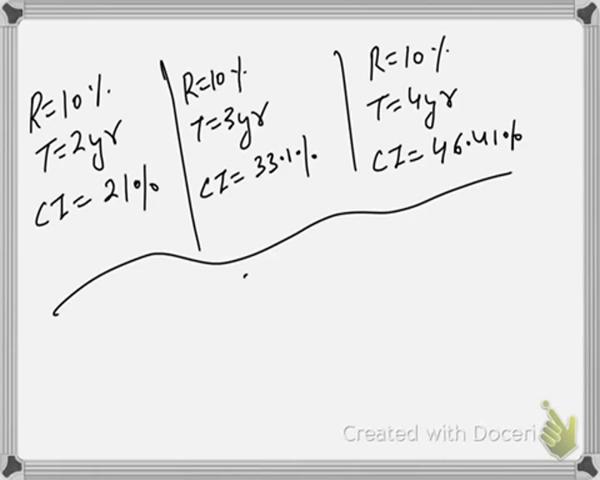 R=10%
T=2yr
CI=21%
R=10%
T=3yr
CI=33.1%
R=10%
T=4yr
CI=46.41%
Created with Doceri